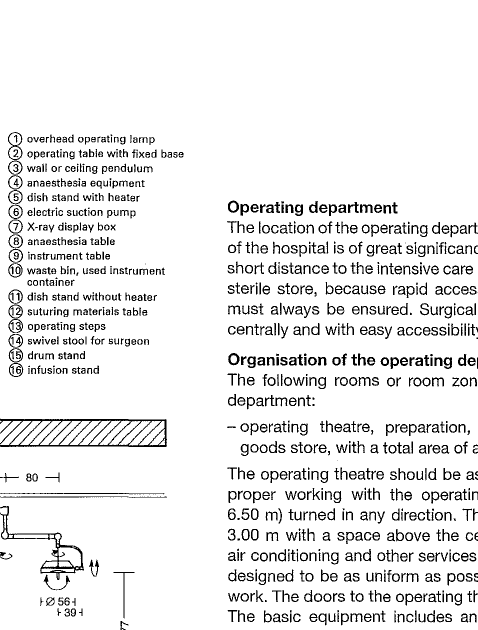 ① overhead operating lamp
② operating table with fixed base
③ wall or ceiling pendulum
④ anaesthesia equipment
⑤ dish stand with heater
⑥ electric suction pump
⑦ X-ray display box
⑧ anaesthesia table
⑨ instrument table
⑩ waste bin, used instrument
container
⑪ dish stand without heater
⑫ suturing materials table
⑬ operating steps
⑭ swivel stool for surgeon
⑮ drum stand
⑯ infusion stand
80
Ø 56
39
Operating department
The location of the operating depart
of the hospital is of great significanc
short distance to the intensive care
sterile store, because rapid acces
must always be ensured. Surgical
centrally and with easy accessibility
Organisation of the operating de
The following rooms or room zon
department:
– operating theatre, preparation,
goods store, with a total area of a
The operating theatre should be as
proper working with the operatin
6.50 m) turned in any direction. Th
3.00 m with a space above the ce
air conditioning and other services
designed to be as uniform as poss
work. The doors to the operating th
The basic equipment includes an